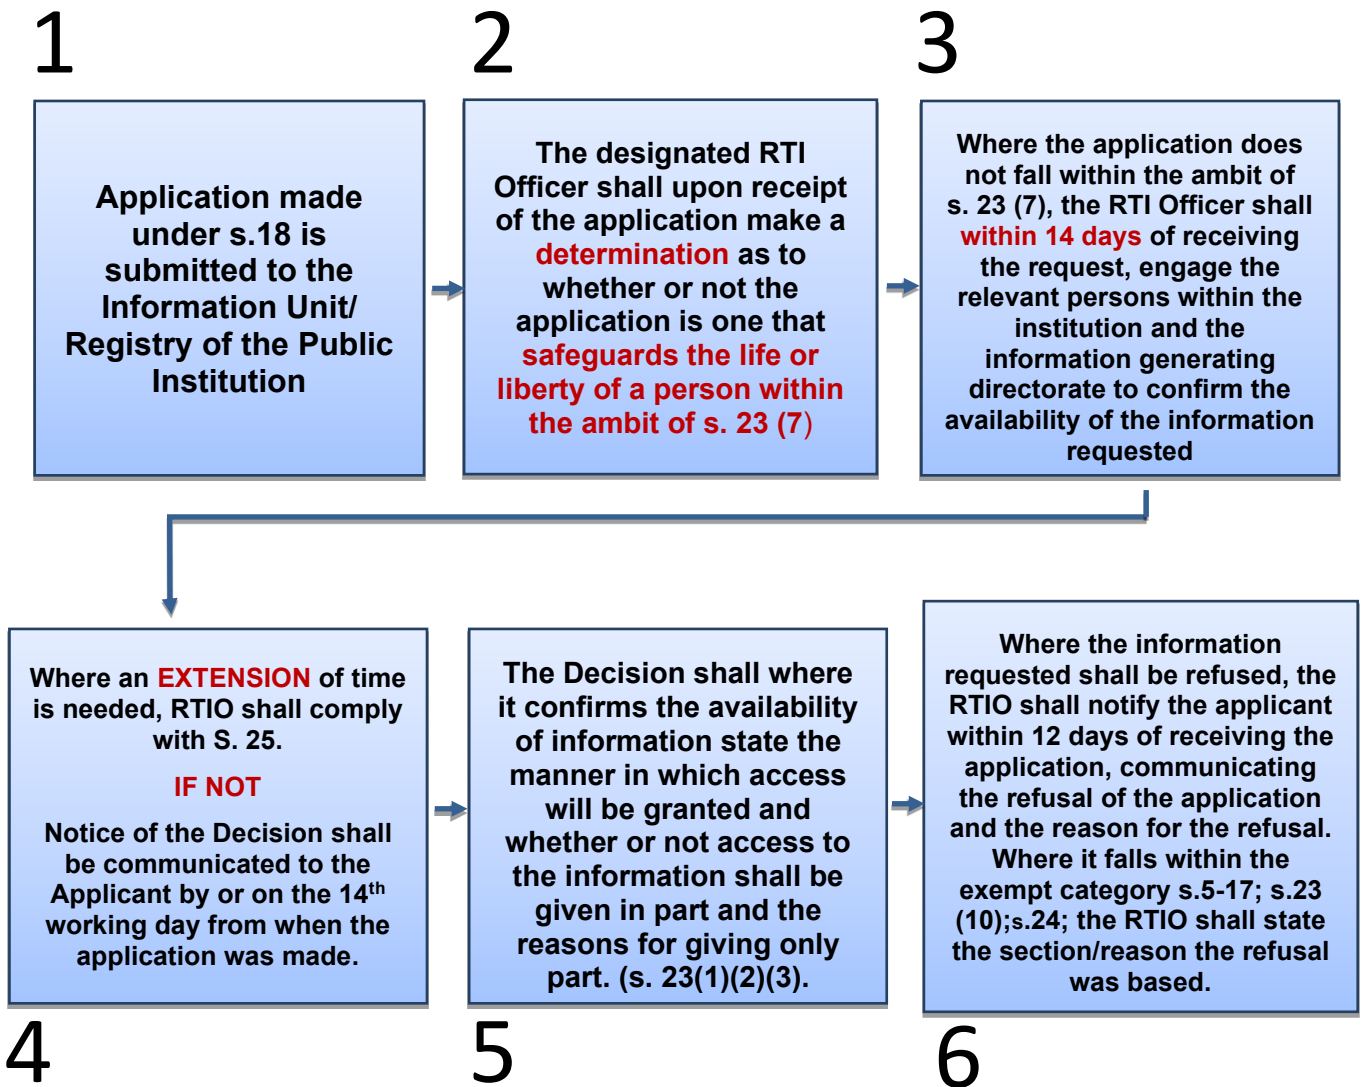 1
Application made
under s.18 is
submitted to the
Information Unit/
Registry of the Public
Institution
2
The designated RTI
Officer shall upon receipt
of the application make a
determination as to
whether or not the
application is one that
safeguards the life or
liberty of a person within
the ambit of s. 23 (7)
3
Where the application does
not fall within the ambit of
s. 23 (7), the RTI Officer shall
within 14 days of receiving
the request, engage the
relevant persons within the
institution and the
information generating
directorate to confirm the
availability of the information
requested
Where an EXTENSION of time
is needed, RTIO shall comply
with S. 25.
IF NOT
Notice of the Decision shall
be communicated to the
Applicant by or on the 14th
working day from when the
application was made.
4
The Decision shall where
it confirms the availability
of information state the
manner in which access
will be granted and
whether or not access to
the information shall be
given in part and the
reasons for giving only
part. (s. 23(1)(2)(3).
5
Where the information
requested shall be refused, the
RTIO shall notify the applicant
within 12 days of receiving the
application, communicating
the refusal of the application
and the reason for the refusal.
Where it falls within the
exempt category s.5-17; s.23
(10);s.24; the RTIO shall state
the section/reason the refusal
was based.
6